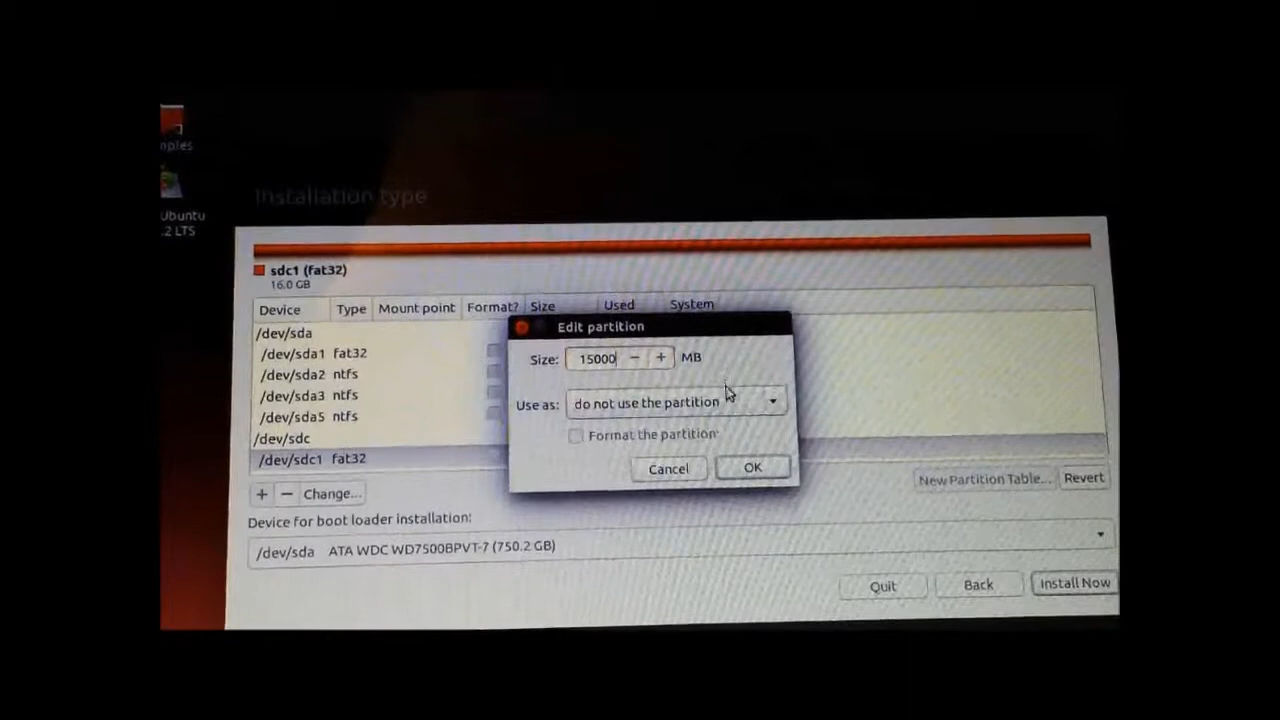 mples
Ubuntu
.2 LTS
Installation type
sdc1 (fat32)
16.0 GB
Device Type Mount point Format? Size Used System
/dev/sda
/dev/sda1 fat32
/dev/sda2 ntfs
/dev/sda3 ntfs
/dev/sda5 ntfs
/dev/sdc
/dev/sdc1 fat32
Edit partition
Size: 15000 − + MB
Use as: do not use the partition
Format the partition:
Cancel OK
+ − Change...
New Partition Table... Revert
Device for boot loader installation:
/dev/sda ATA WDC WD7500BPVT-7 (750.2 GB)
Quit Back Install Now